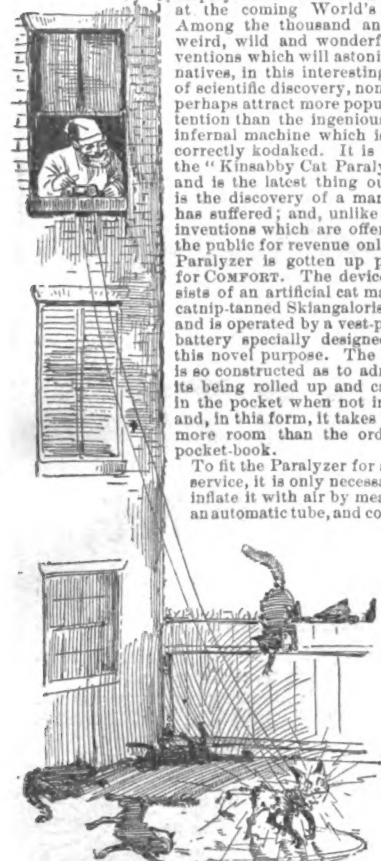 at the coming World's
Among the thousand an
weird, wild and wonderf
ventions which will astoni
natives, in this interesting
of scientific discovery, non
perhaps attract more popu
tention than the ingenious
infernal machine which i
correctly kodaked. It is
the "Kinsabby Cat Paraly
and is the latest thing ou
is the discovery of a mar
has suffered; and, unlike
inventions which are offer
the public for revenue onl
Paralyzer is gotten up p
for COMFORT. The devic
sists of an artificial cat ma
catnip-tanned Skiangaloris
and is operated by a vest-p
battery specially designe
this novel purpose. The
is so constructed as to adr
its being rolled up and ca
in the pocket when not in
and, in this form, it takes
more room than the ord
pocket-book.
To fit the Paralyzer for
service, it is only necessa
inflate it with air by me
an automatic tube, and co